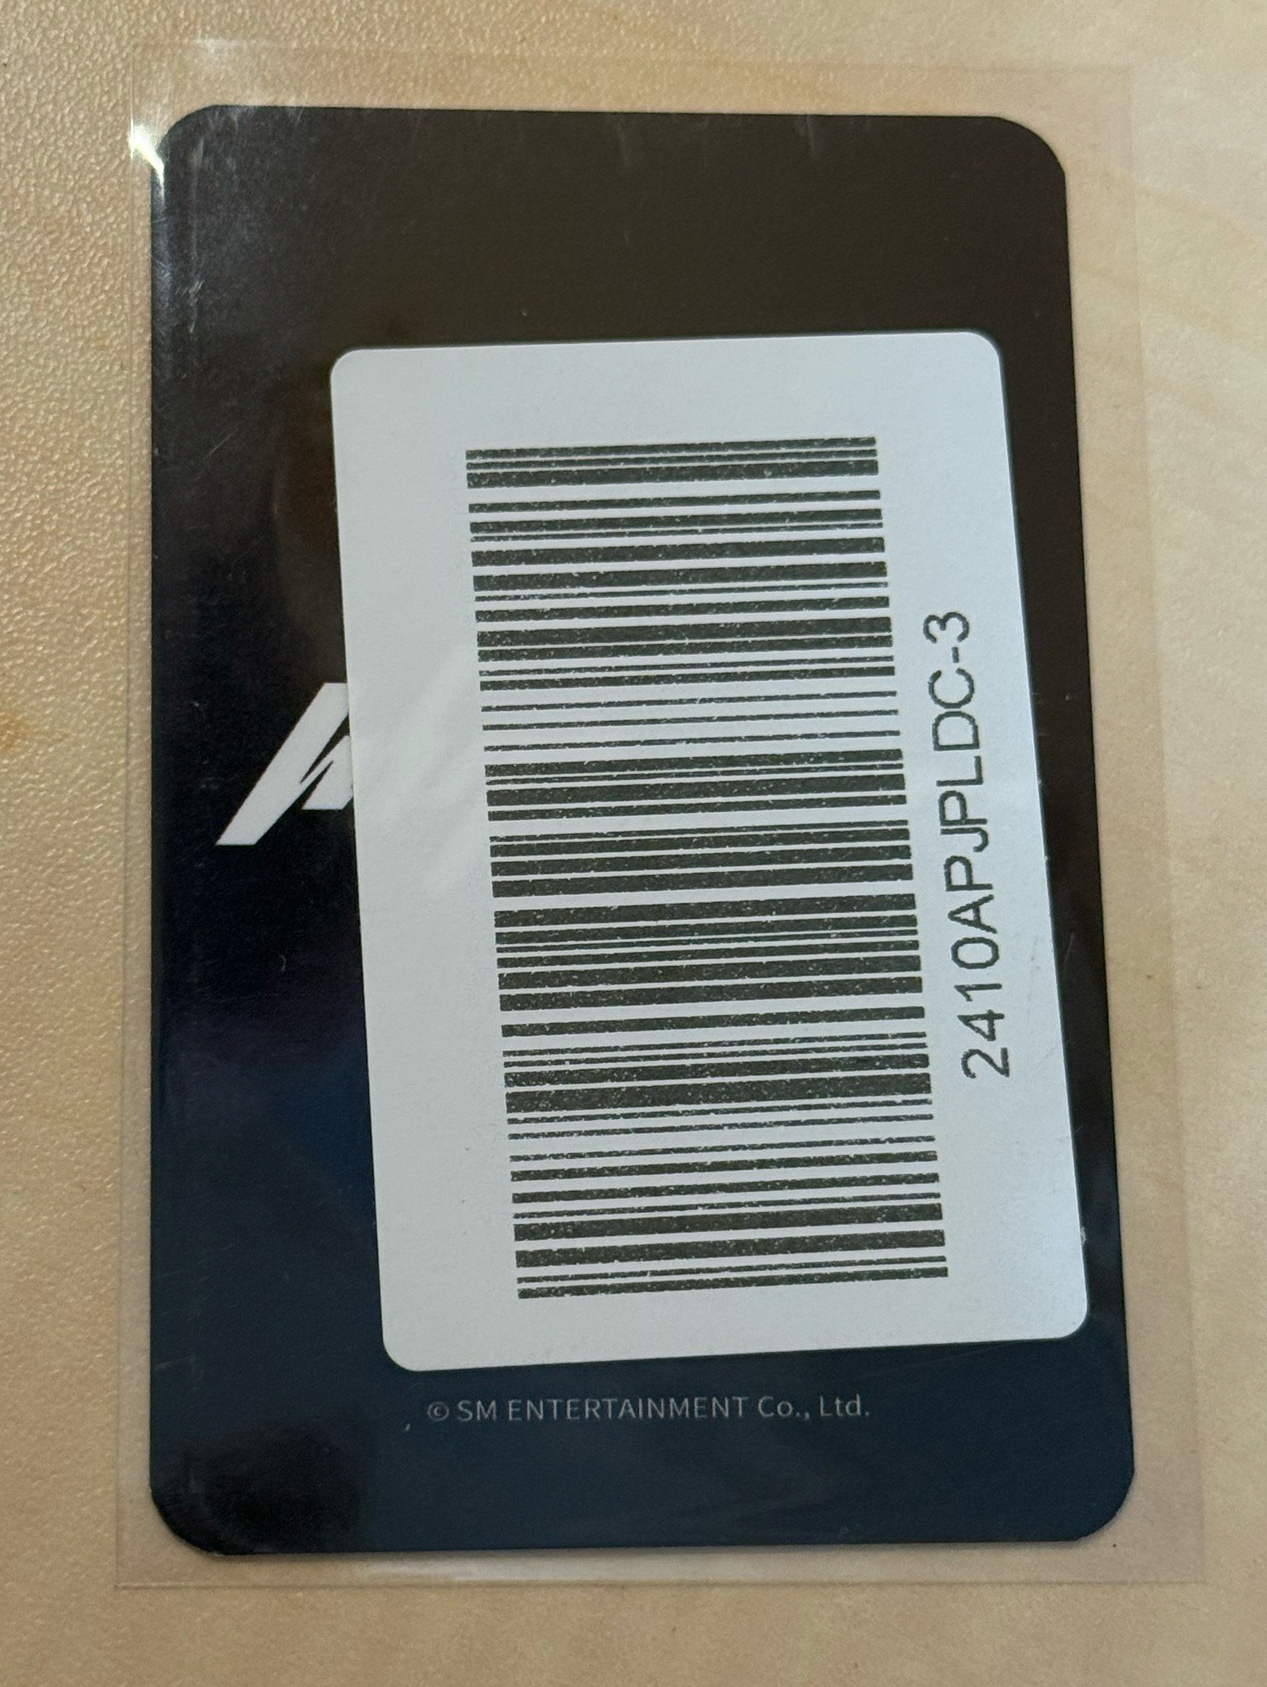 2410APJPLDC-3
© SM ENTERTAINMENT Co., Ltd.